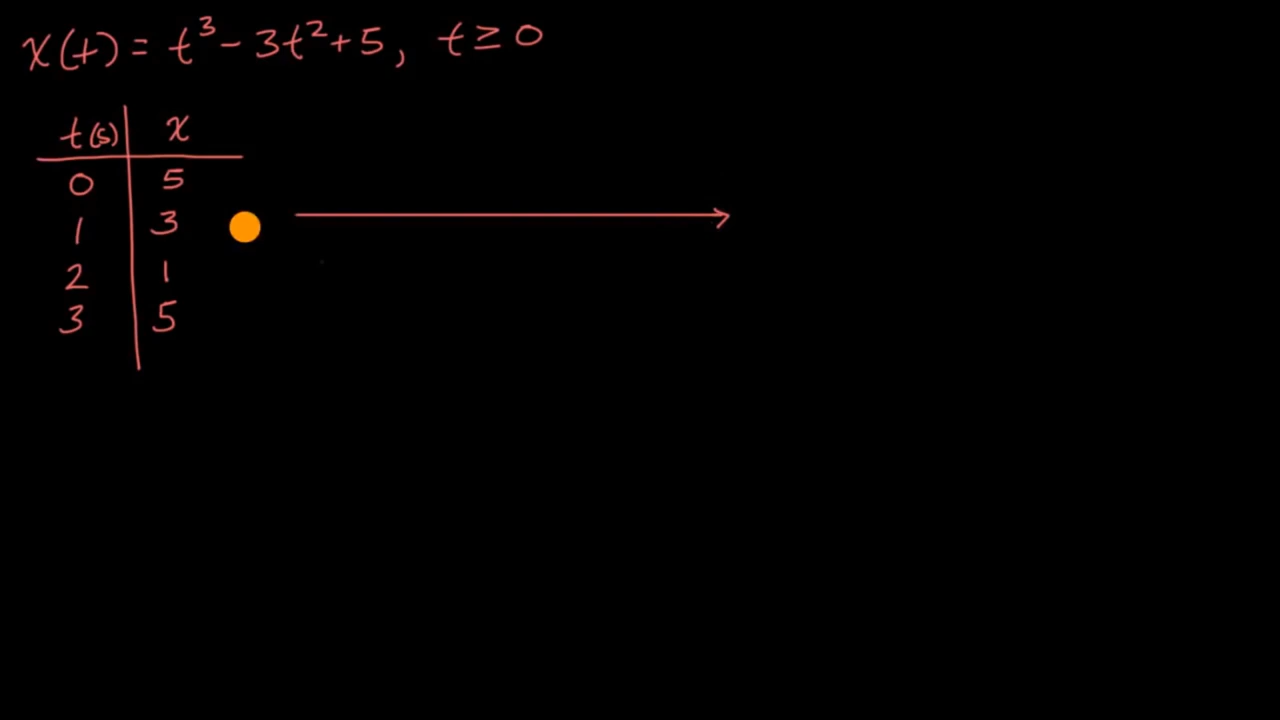 x(t) = t³ - 3t² + 5, t ≥ 0
t(s) x
0 5
1 3
2 1
3 5